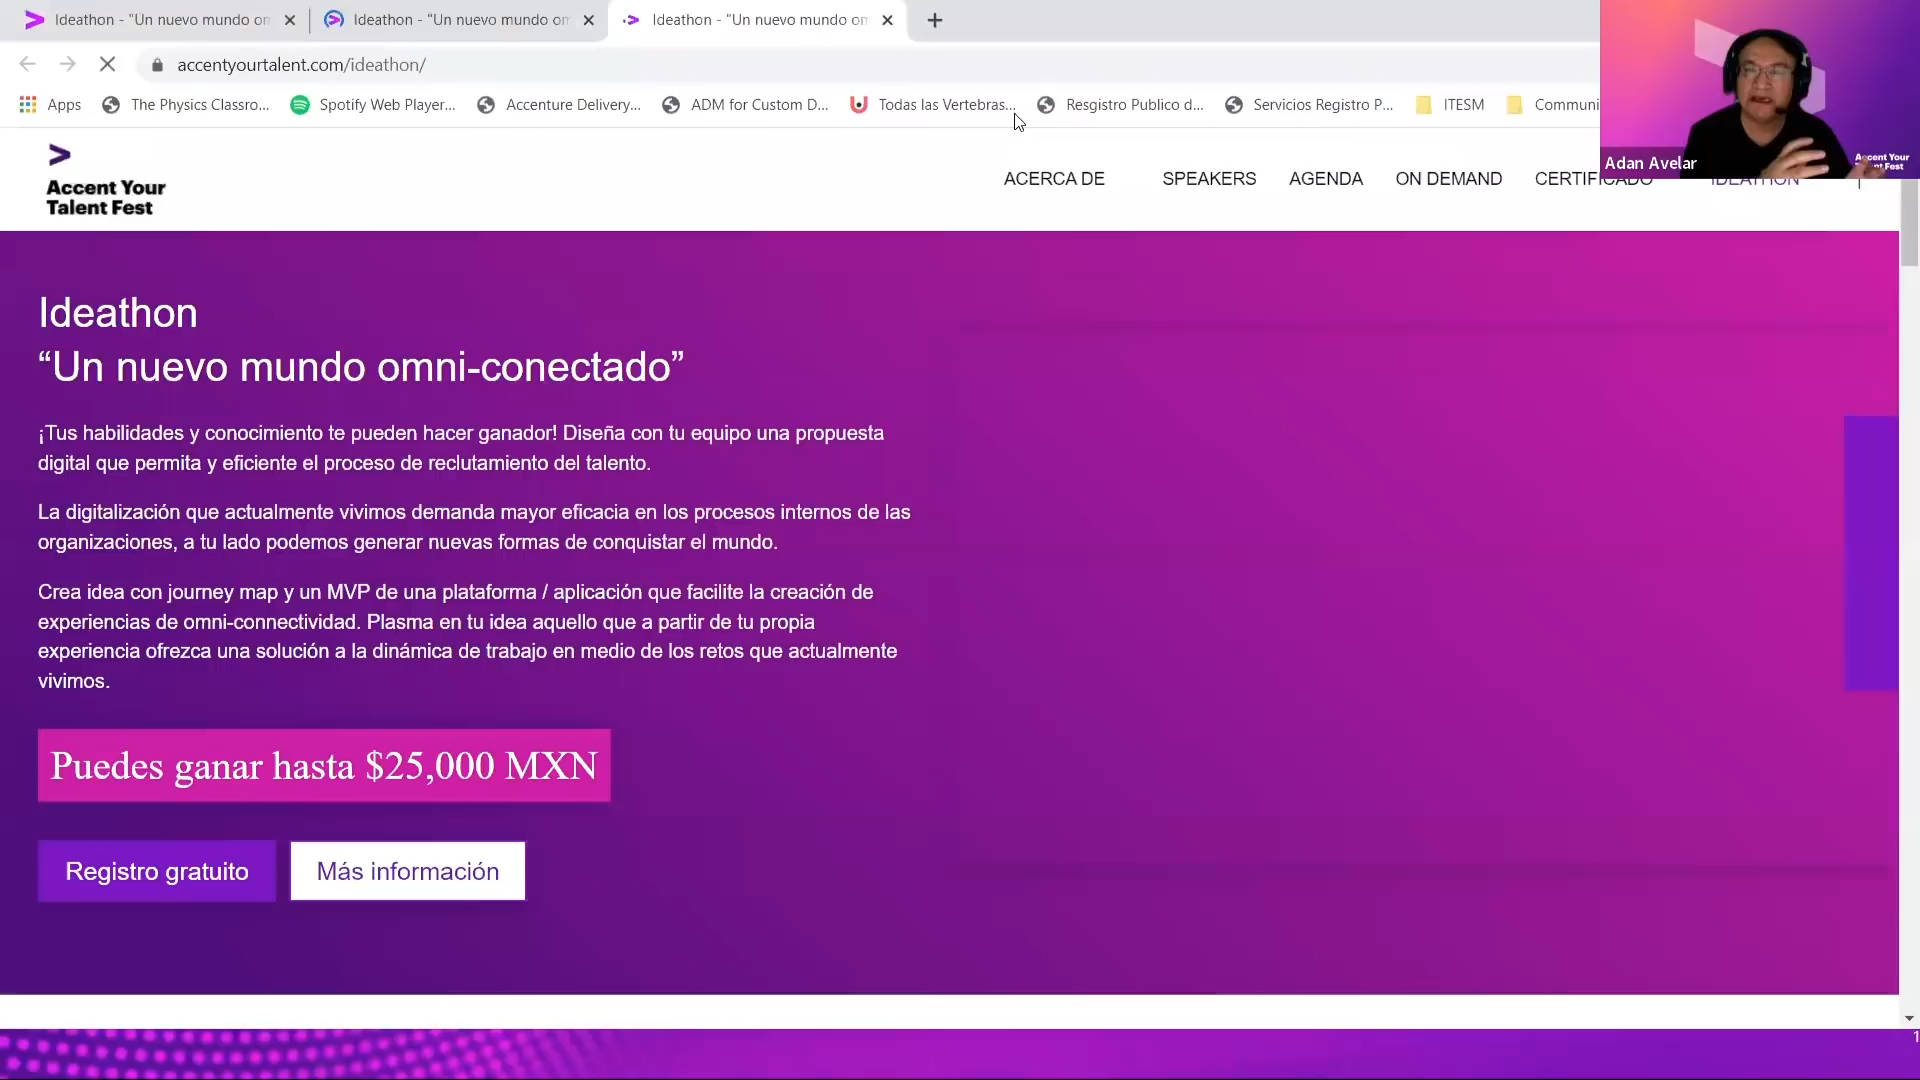 Ideathon - "Un nuevo mundo on
Ideathon - "Un nuevo mundo on
Ideathon - "Un nuevo mundo on
accentyourtalent.com/ideathon/
Apps
The Physics Classro...
Spotify Web Player...
Accenture Delivery...
ADM for Custom D...
Todas las Vertebras...
Resgistro Publico d...
Servicios Registro P...
ITESM
Communi
Adan Avelar
Accent Your
Talent Fest
>
Accent Your
Talent Fest
ACERCA DE
SPEAKERS
AGENDA
ON DEMAND
CERTIFICADO
IDEATHON
Ideathon
“Un nuevo mundo omni-conectado”
¡Tus habilidades y conocimiento te pueden hacer ganador! Diseña con tu equipo una propuesta
digital que permita y eficiente el proceso de reclutamiento del talento.
La digitalización que actualmente vivimos demanda mayor eficacia en los procesos internos de las
organizaciones, a tu lado podemos generar nuevas formas de conquistar el mundo.
Crea idea con journey map y un MVP de una plataforma / aplicación que facilite la creación de
experiencias de omni-connectividad. Plasma en tu idea aquello que a partir de tu propia
experiencia ofrezca una solución a la dinámica de trabajo en medio de los retos que actualmente
vivimos.
Puedes ganar hasta $25,000 MXN
Registro gratuito
Más información
1